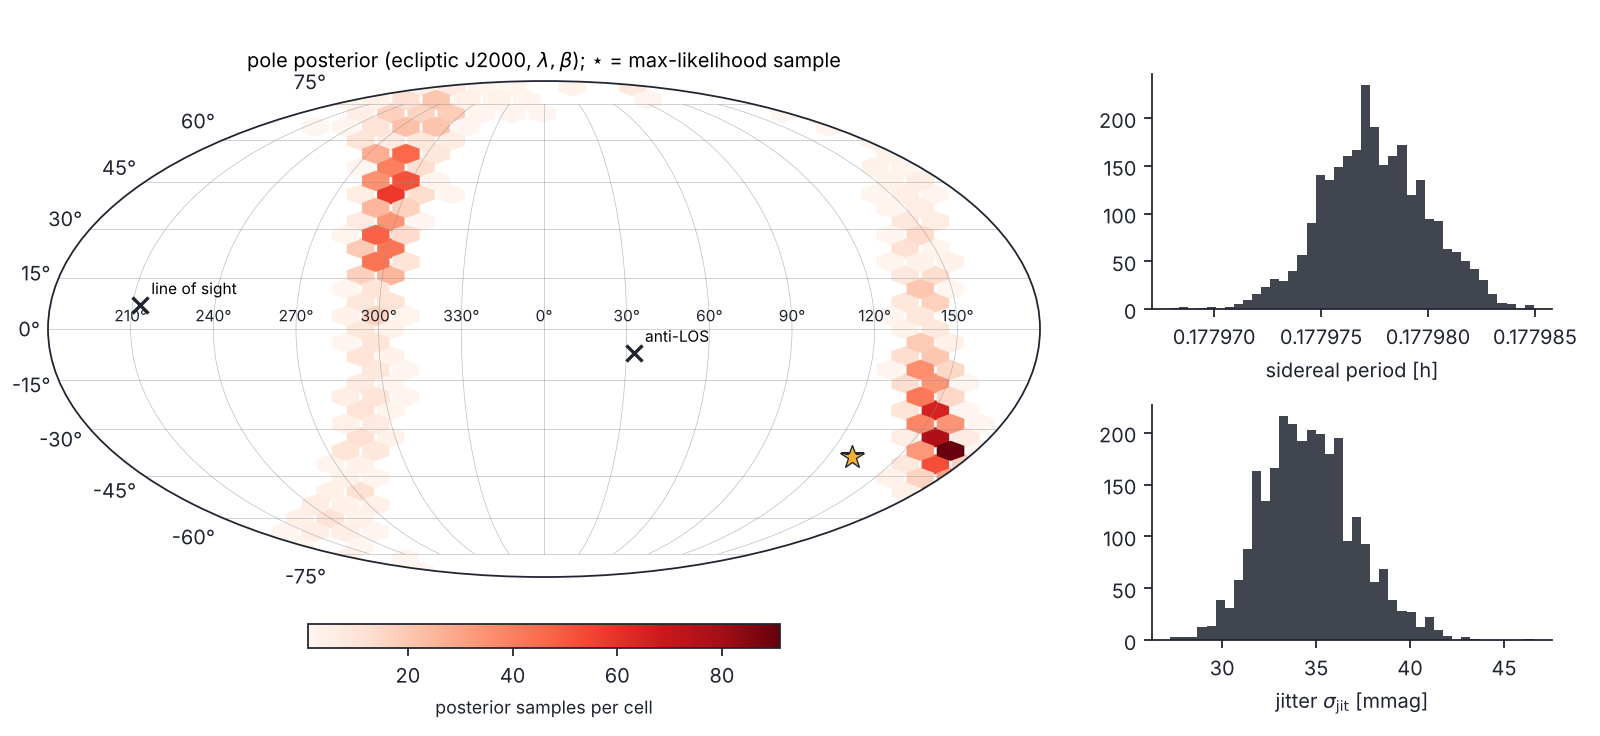 pole posterior (ecliptic J2000, λ, β); ⋆ = max-likelihood sample
75°
60°
45°
30°
15°
0°
-15°
-30°
-45°
-60°
-75°
line of sight
anti-LOS
210° 240° 270° 300° 330° 0° 30° 60° 90° 120° 150°
20 40 60 80
posterior samples per cell
200
150
100
50
0
0.177970 0.177975 0.177980 0.177985
sidereal period [h]
200
150
100
50
0
30 35 40 45
jitter σjit [mmag]